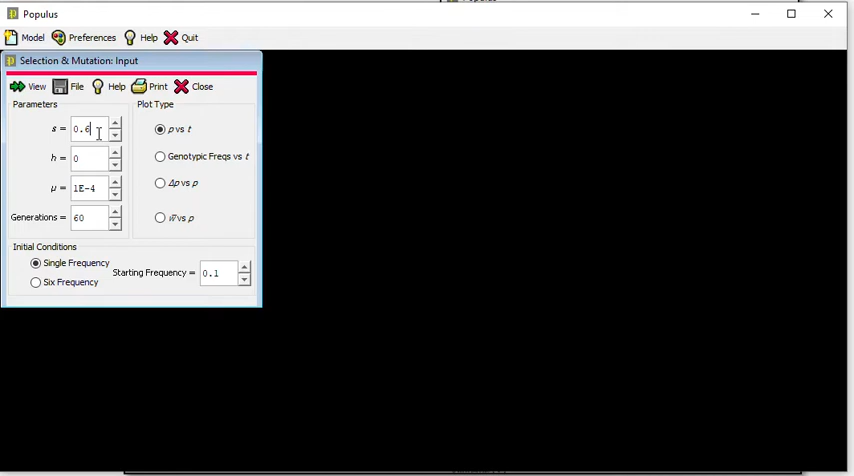 Populus
Model Preferences Help Quit
Selection & Mutation: Input
View File Help Print Close
Parameters
s = 0.6
h = 0
μ = 1E-4
Generations = 60
Plot Type
p vs t
Genotypic Freqs vs t
Δp vs p
w̅ vs p
Initial Conditions
Single Frequency
Six Frequency
Starting Frequency = 0.1